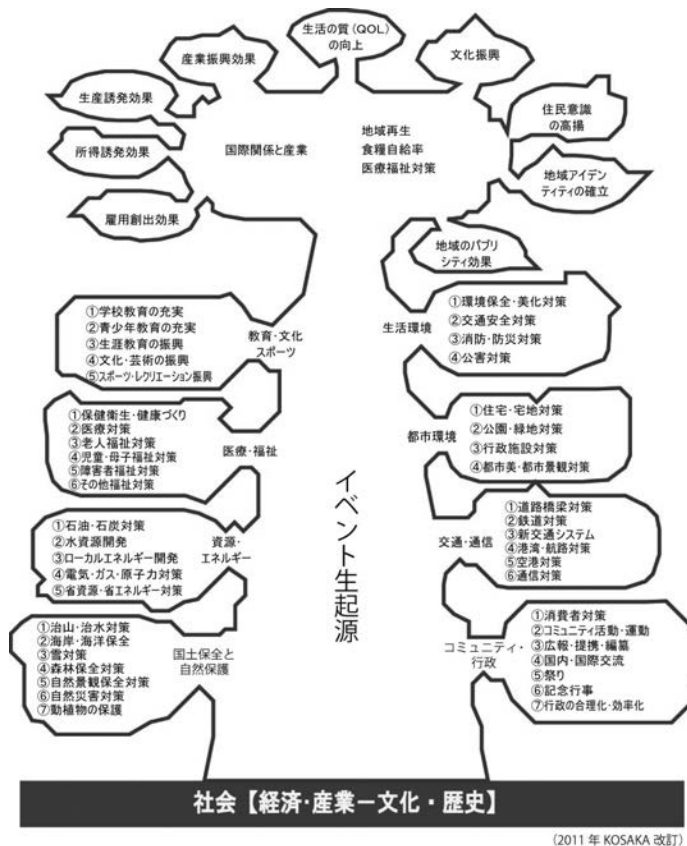 生活の質（QOL）
の向上
産業振興効果
文化振興
生産誘発効果
住民意識
の高揚
所得誘発効果
国際関係と産業
地域再生
食糧自給率
医療福祉対策
地域アイデン
ティティの確立
雇用創出効果
地域のパブリ
シティ効果
①学校教育の充実
②青少年教育の充実
③生涯教育の振興
④文化・芸術の振興
⑤スポーツ・レクリエーション振興
教育・文化
スポーツ
生活環境
①環境保全・美化対策
②交通安全対策
③消防・防災対策
④公害対策
①保健衛生・健康づくり
②医療対策
③老人福祉対策
④児童・母子福祉対策
⑤障害者福祉対策
⑥その他福祉対策
医療・福祉
都市環境
①住宅・宅地対策
②公園・緑地対策
③行政施設対策
④都市美・都市景観対策
イベント生起源
①石油・石炭対策
②水資源開発
③ローカルエネルギー開発
④電気・ガス・原子力対策
⑤省資源・省エネルギー対策
資源・
エネルギー
交通・通信
①道路橋梁対策
②鉄道対策
③新交通システム
④港湾・航路対策
⑤空港対策
⑥通信対策
①治山・治水対策
②海岸・海洋保全
③雪対策
④森林保全対策
⑤自然景観保全対策
⑥自然災害対策
⑦動植物の保護
国土保全と
自然保護
コミュニティ・
行政
①消費者対策
②コミュニティ活動・運動
③広報・提携・編纂
④国内・国際交流
⑤祭り
⑥記念行事
⑦行政の合理化・効率化
社会【経済・産業－文化・歴史】
（2011 年 KOSAKA 改訂）